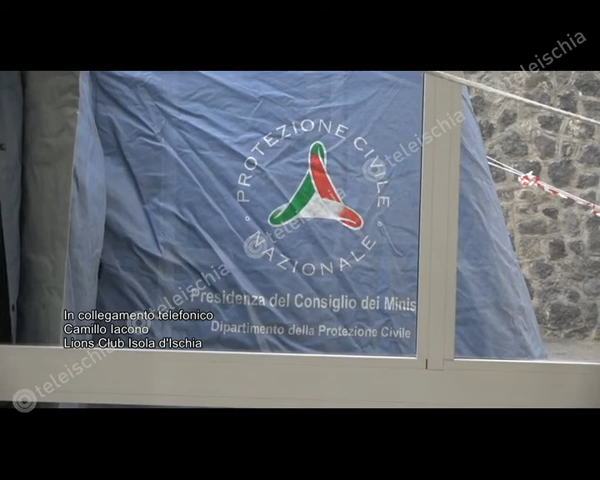 PROTEZIONE CIVILE
NAZIONALE
Presidenza del Consiglio dei Minis
Dipartimento della Protezione Civile
In collegamento telefonico
Camillo Iacono
Lions Club Isola d'Ischia
@teleischia
@teleischia
@teleischia
@teleischia
@teleischia
teleischia